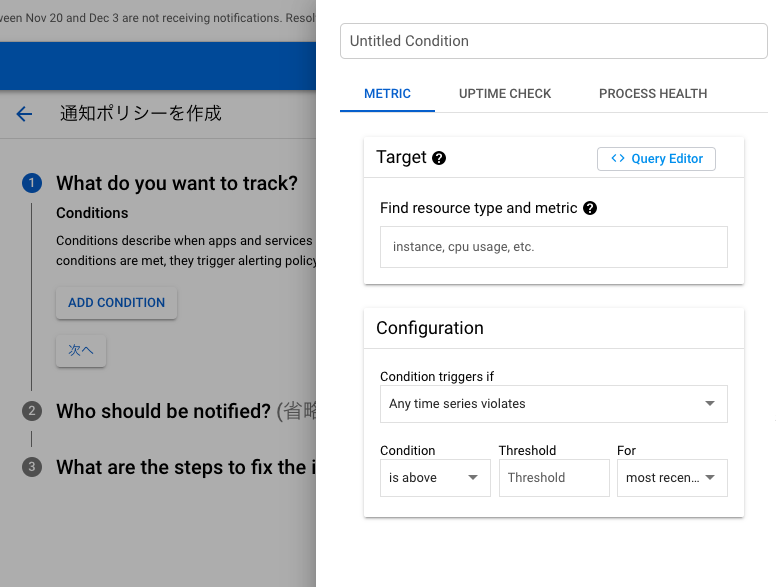 een Nov 20 and Dec 3 are not receiving notifications. Resol
通知ポリシーを作成
1 What do you want to track?
Conditions
Conditions describe when apps and services
conditions are met, they trigger alerting policy
ADD CONDITION
次へ
2 Who should be notified? (省略
3 What are the steps to fix the i
Untitled Condition
METRIC UPTIME CHECK PROCESS HEALTH
Target ?
<> Query Editor
Find resource type and metric ?
instance, cpu usage, etc.
Configuration
Condition triggers if
Any time series violates
Condition Threshold For
is above Threshold most recen...